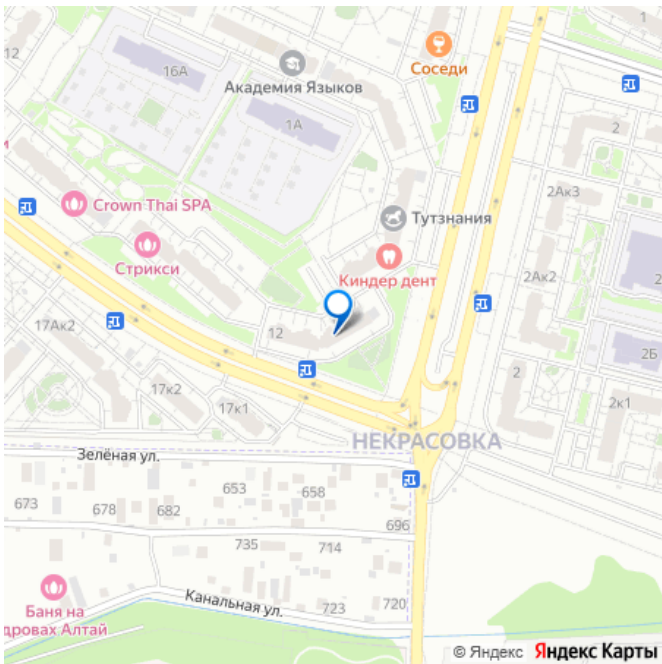 Соседи
16А
Академия Языков
1А
2
2Ак3
и
Crown Thai SPA
Тутзнания
Стрикси
Киндер дент
2Ак2
2
17Ак2
12
2Б
17к2
2
17к1
2к1
НЕКРАСОВКА
Зелёная ул.
653
658
673
678
682
696
735
714
Канальная ул.
723
720
Баня на
дровах Алтай
© Яндекс Яндекс Карты